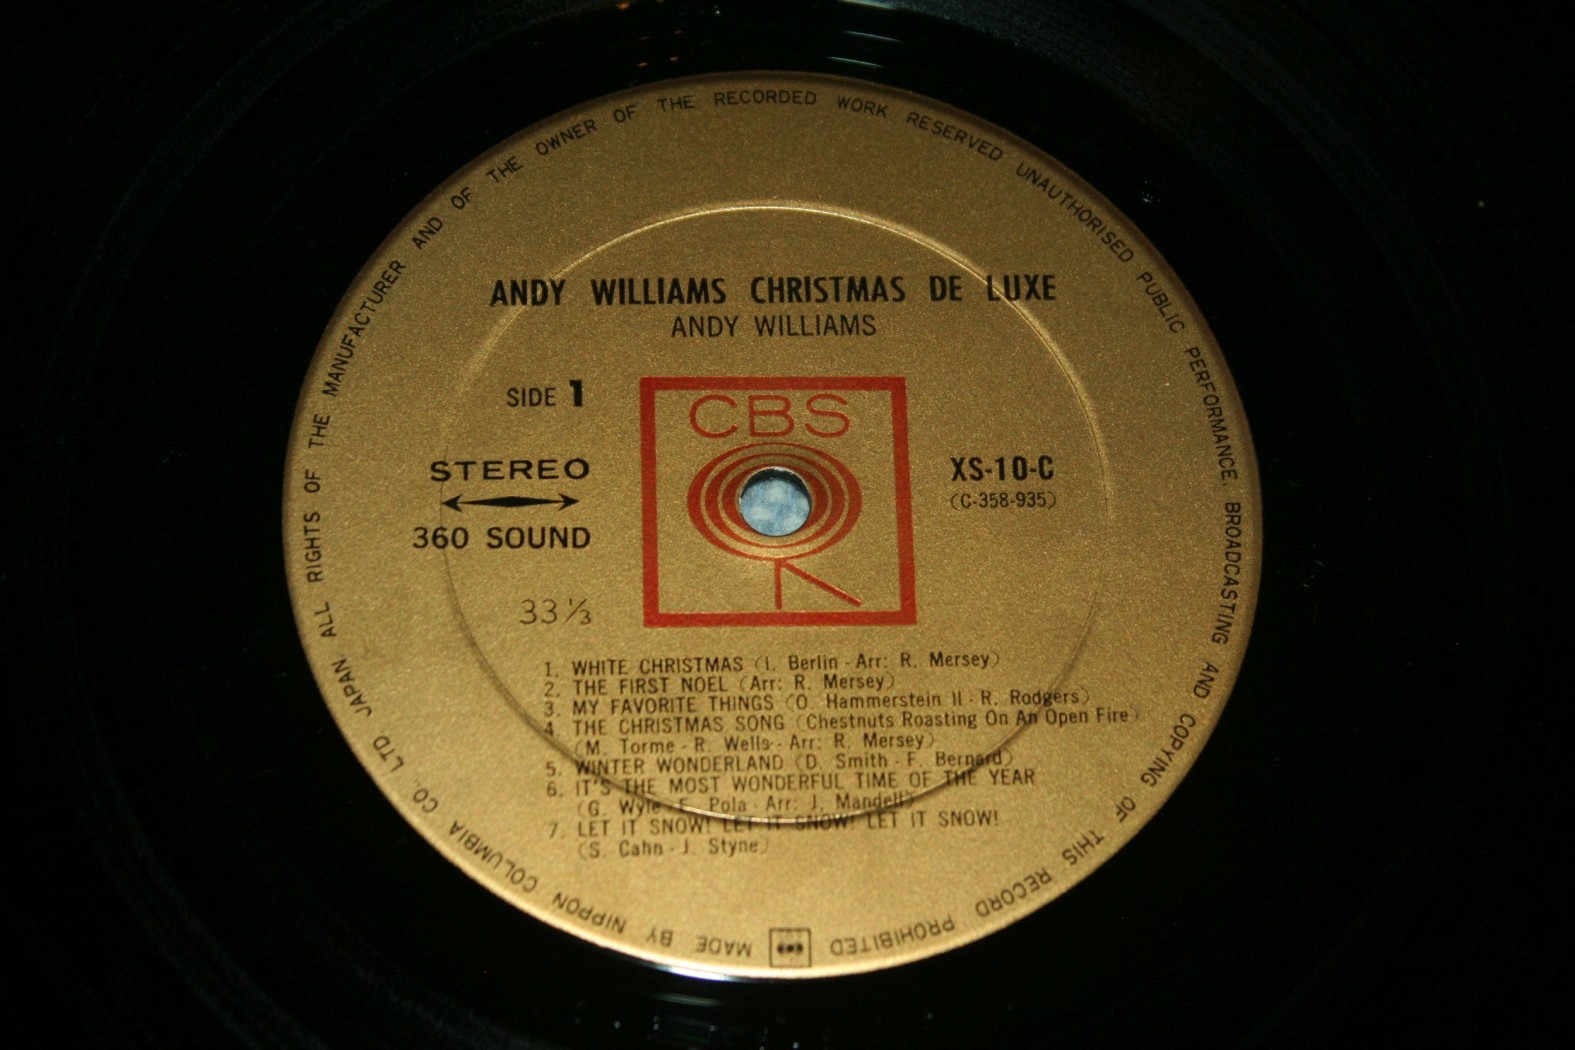 ANDY WILLIAMS CHRISTMAS DE LUXE
ANDY WILLIAMS
SIDE 1
CBS
STEREO
360 SOUND
XS-10-C
(C-358-935)
33 1/3
1. WHITE CHRISTMAS (I. Berlin - Arr: R. Mersey)
2. THE FIRST NOEL (Arr: R. Mersey)
3. MY FAVORITE THINGS (O. Hammerstein II - R. Rodgers)
4. THE CHRISTMAS SONG (Chestnuts Roasting On An Open Fire)
(M. Torme - R. Wells - Arr: R. Mersey)
5. WINTER WONDERLAND (D. Smith - F. Bernard)
6. IT'S THE MOST WONDERFUL TIME OF THE YEAR
(G. Wyle - E. Pola - Arr: J. Mandell)
7. LET IT SNOW! LET IT SNOW! LET IT SNOW!
(S. Cahn - J. Styne)
MADE BY NIPPON COLUMBIA CO., LTD JAPAN. ALL RIGHTS OF THE MANUFACTURER AND OF THE OWNER OF THE RECORDED WORK RESERVED UNAUTHORISED PUBLIC PERFORMANCE. BROADCASTING AND COPYING OF THIS RECORD PROHIBITED